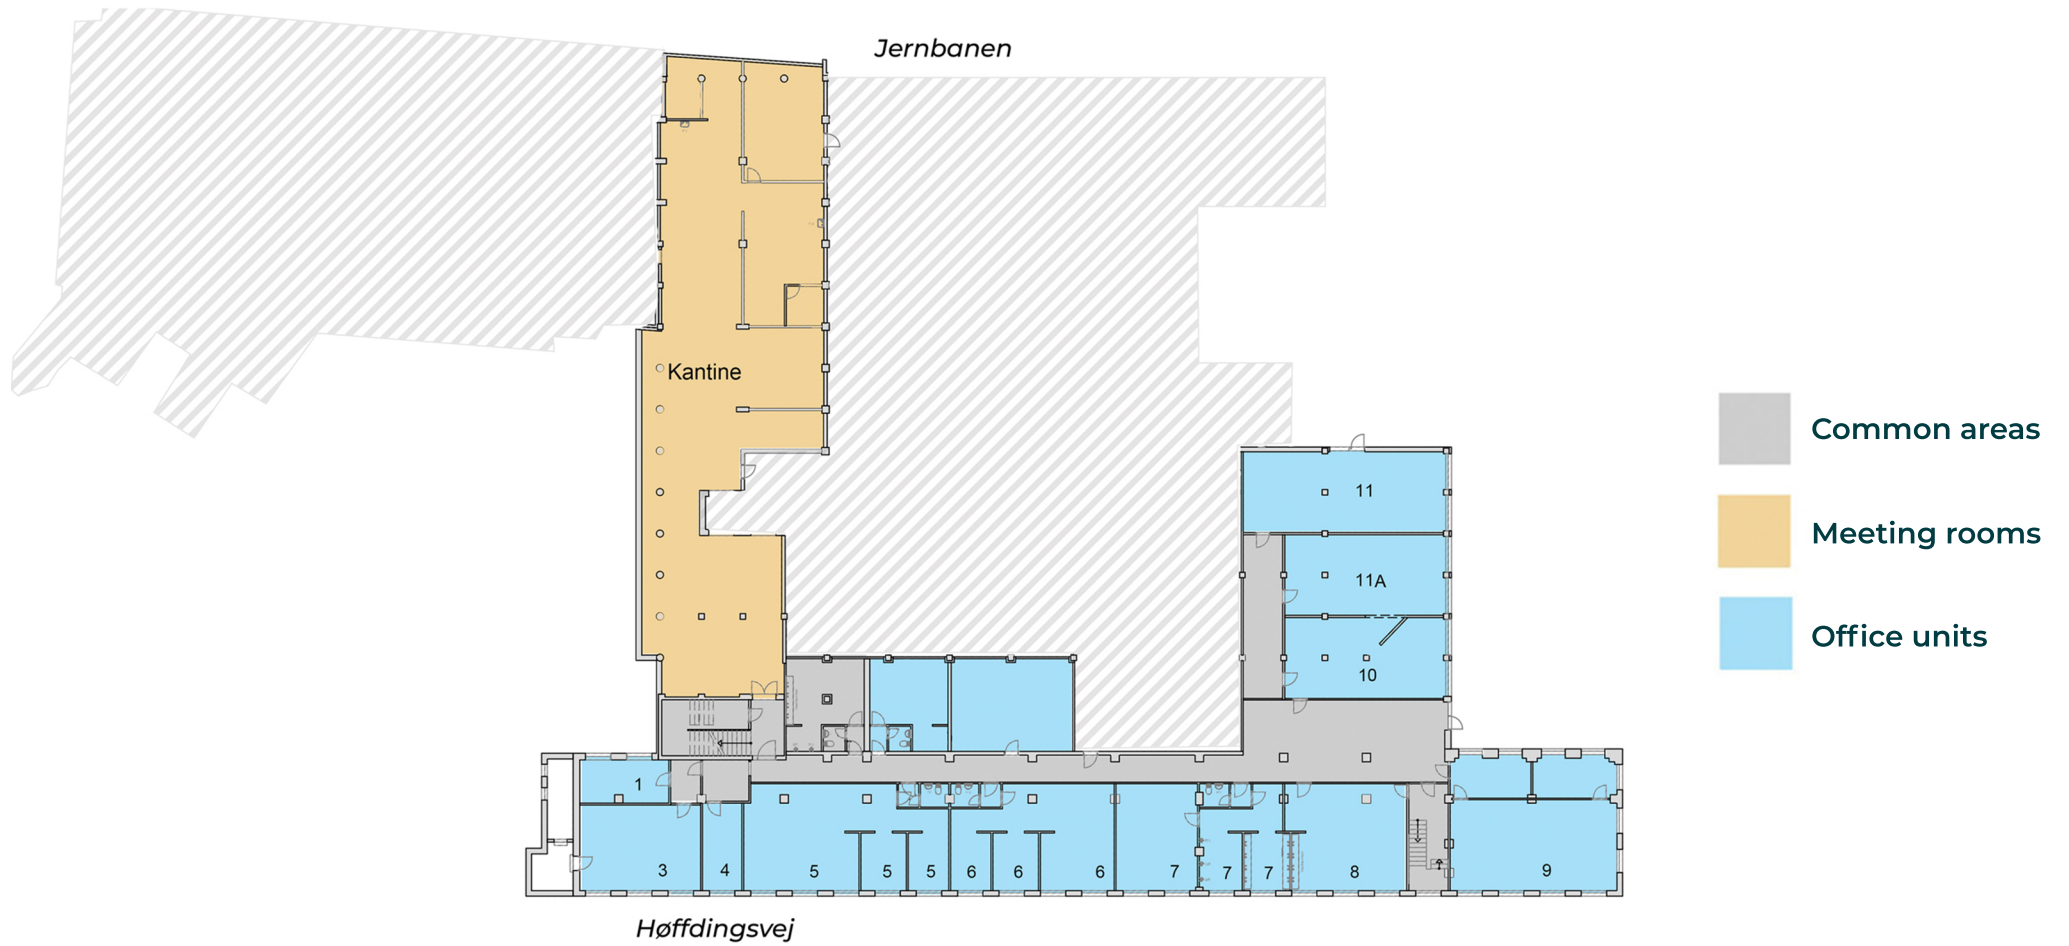 Jernbanen
Kantine
Common areas
11
Meeting rooms
11A
Office units
10
1
3
4
5
5
5
6
6
6
7
7
7
8
9
Høffdingsvej